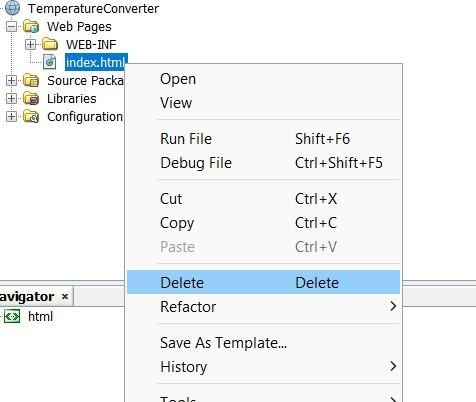 TemperatureConverter
Web Pages
WEB-INF
index.html
Source Packa
Libraries
Configuration
Open
View
Run File Shift+F6
Debug File Ctrl+Shift+F5
Cut Ctrl+X
Copy Ctrl+C
Paste Ctrl+V
Delete Delete
Refactor
Save As Template...
History
Tools
avigator ×
html